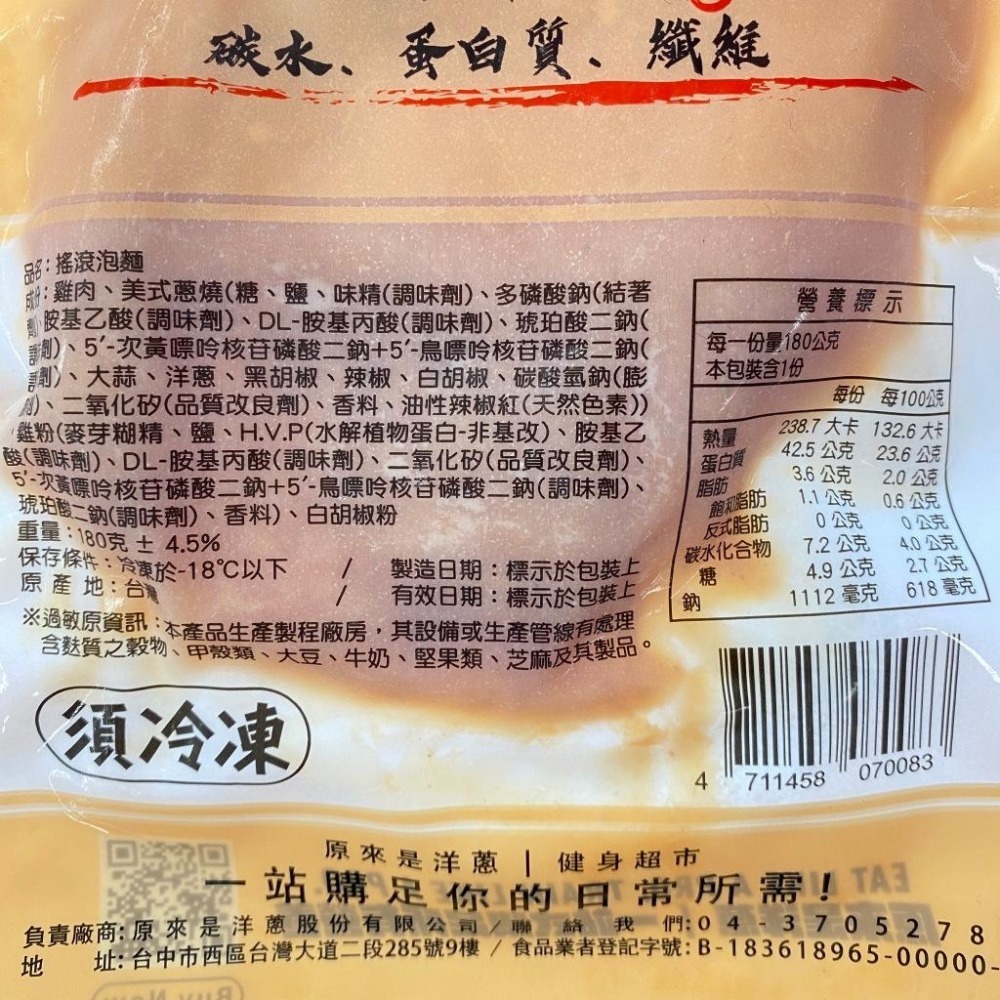 碳水、蛋白質、纖維
品名：搖滾泡麵
成份：雞肉、美式蔥燒(糖、鹽、味精(調味劑)、多磷酸鈉(結著
劑)、胺基乙酸(調味劑)、DL-胺基丙酸(調味劑)、琥珀酸二鈉(
調味劑)、5'-次黃嘌呤核苷磷酸二鈉+5'-鳥嘌呤核苷磷酸二鈉(
調味劑)、大蒜、洋蔥、黑胡椒、辣椒、白胡椒、碳酸氫鈉(膨
脹劑)、二氧化矽(品質改良劑)、香料、油性辣椒紅(天然色素))
、雞粉(麥芽糊精、鹽、H.V.P(水解植物蛋白-非基改)、胺基乙
酸(調味劑)、DL-胺基丙酸(調味劑)、二氧化矽(品質改良劑)、
5'-次黃嘌呤核苷磷酸二鈉+5'-鳥嘌呤核苷磷酸二鈉(調味劑)、
琥珀酸二鈉(調味劑)、香料)、白胡椒粉
重量：180克 ± 4.5%
保存條件：冷凍於-18℃以下 / 製造日期：標示於包裝上
原產地：台灣 / 有效日期：標示於包裝上
※過敏原資訊：本產品生產製程廠房，其設備或生產管線有處理
含麩質之穀物、甲殼類、大豆、牛奶、堅果類、芝麻及其製品。
須冷凍
營養標示
每一份量180公克
本包裝含1份
每份 每100公克
熱量 238.7 大卡 132.6 大卡
蛋白質 42.5 公克 23.6 公克
脂肪 3.6 公克 2.0 公克
飽和脂肪 1.1 公克 0.6 公克
反式脂肪 0 公克 0 公克
碳水化合物 7.2 公克 4.0 公克
糖 4.9 公克 2.7 公克
鈉 1112 毫克 618 毫克
4 711458 070083
原來是洋蔥 | 健身超市
一站購足你的日常所需！
負責廠商：原來是洋蔥股份有限公司 / 聯絡我們：04-3705278
地址：台中市西區台灣大道二段285號9樓 / 食品業者登記字號：B-183618965-00000-